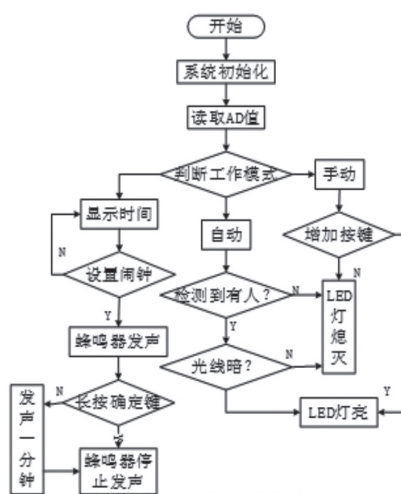 开始
系统初始化
读取AD值
判断工作模式
手动
显示时间
自动
增加按键
N
设置闹钟
N
检测到有人？
N
LED
灯
熄
灭
Y
Y
蜂鸣器发声
光线暗？
N
N
长按确定键
Y
LED灯亮
发
声
一
分
钟
Y
蜂鸣器停
止发声